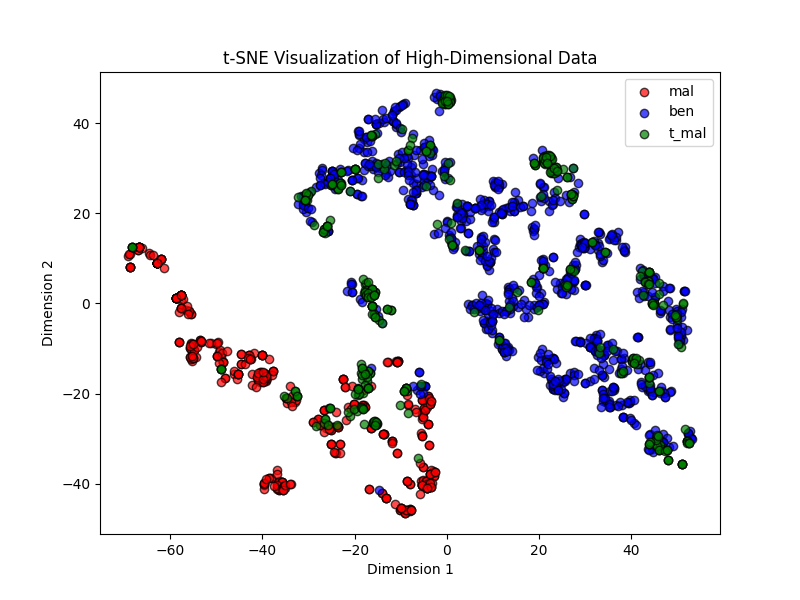 t-SNE Visualization of High-Dimensional Data
mal
ben
t_mal
40
20
0
−20
−40
Dimension 2
−60
−40
−20
0
20
40
Dimension 1